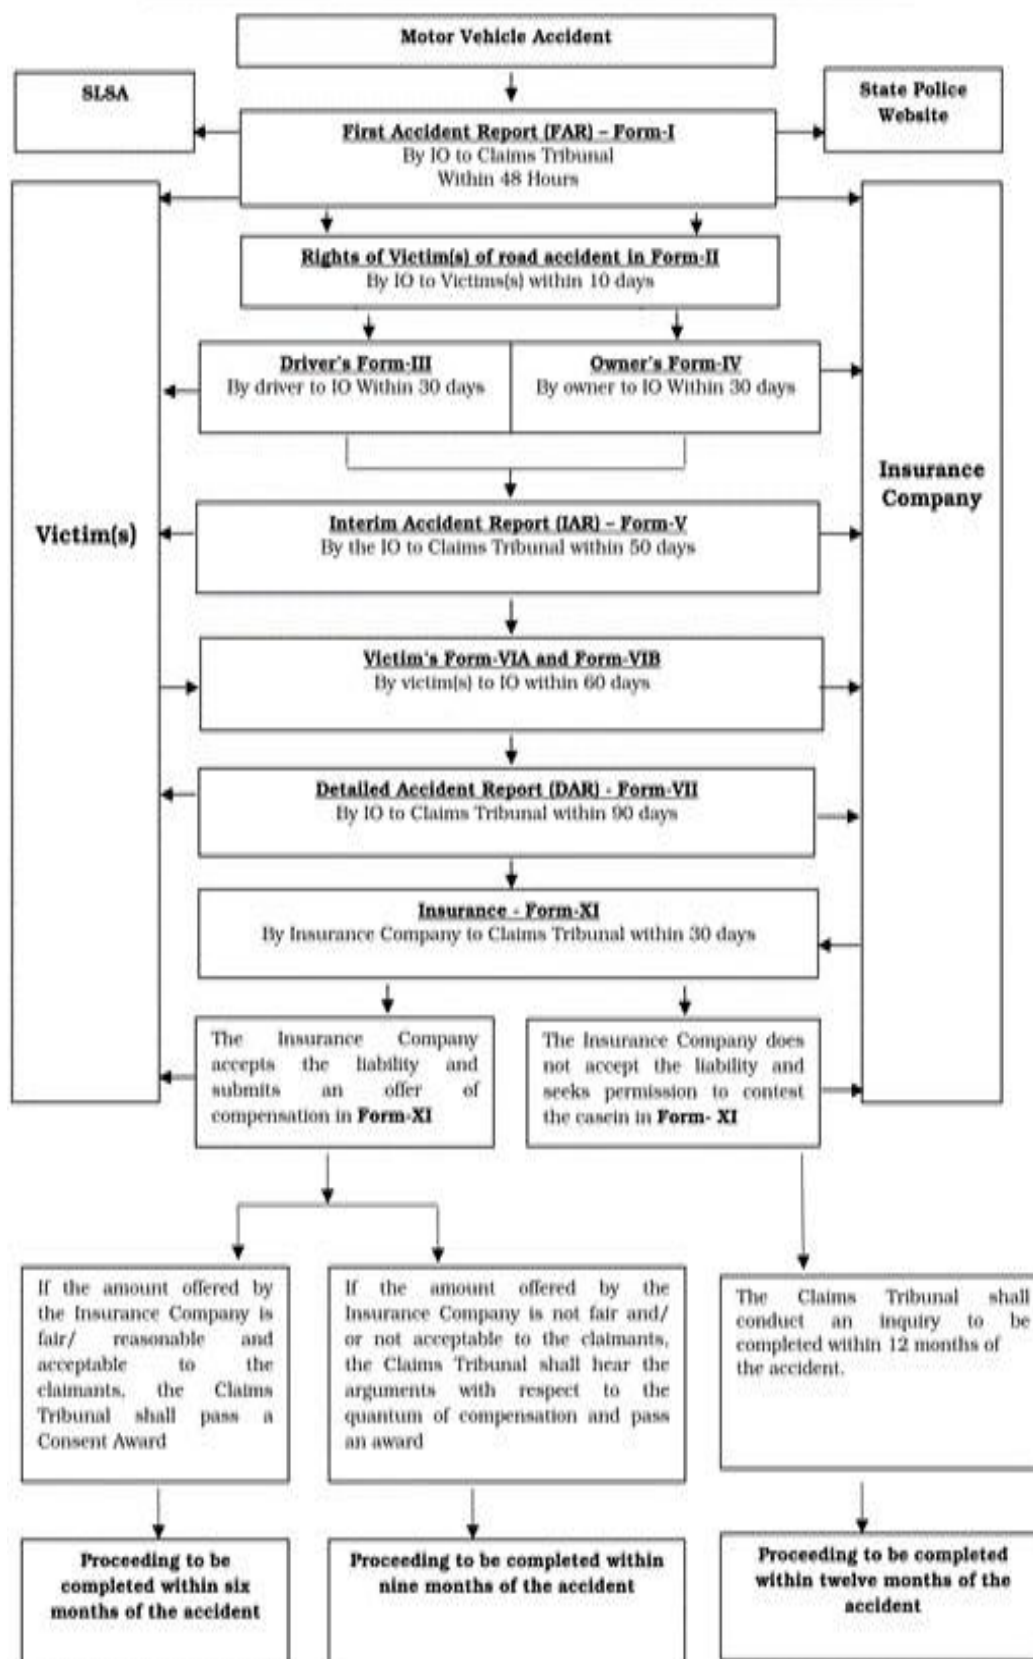 Motor Vehicle Accident
SLSA
State Police
Website
First Accident Report (FAR) – Form-I
By IO to Claims Tribunal
Within 48 Hours
Rights of Victim(s) of road accident in Form-II
By IO to Victims(s) within 10 days
Driver's Form-III
By driver to IO Within 30 days
Owner's Form-IV
By owner to IO Within 30 days
Victim(s)
Insurance
Company
Interim Accident Report (IAR) – Form-V
By the IO to Claims Tribunal within 50 days
Victim's Form-VIA and Form-VIB
By victim(s) to IO within 60 days
Detailed Accident Report (DAR) - Form-VII
By IO to Claims Tribunal within 90 days
Insurance - Form-XI
By Insurance Company to Claims Tribunal within 30 days
The Insurance Company
accepts the liability and
submits an offer of
compensation in Form-XI
The Insurance Company does
not accept the liability and
seeks permission to contest
the casein in Form- XI
If the amount offered by
the Insurance Company is
fair/ reasonable and
acceptable to the
claimants, the Claims
Tribunal shall pass a
Consent Award
If the amount offered by the
Insurance Company is not fair and/
or not acceptable to the claimants,
the Claims Tribunal shall hear the
arguments with respect to the
quantum of compensation and pass
an award
The Claims Tribunal shall
conduct an inquiry to be
completed within 12 months of
the accident.
Proceeding to be
completed within six
months of the accident
Proceeding to be completed within
nine months of the accident
Proceeding to be completed
within twelve months of the
accident